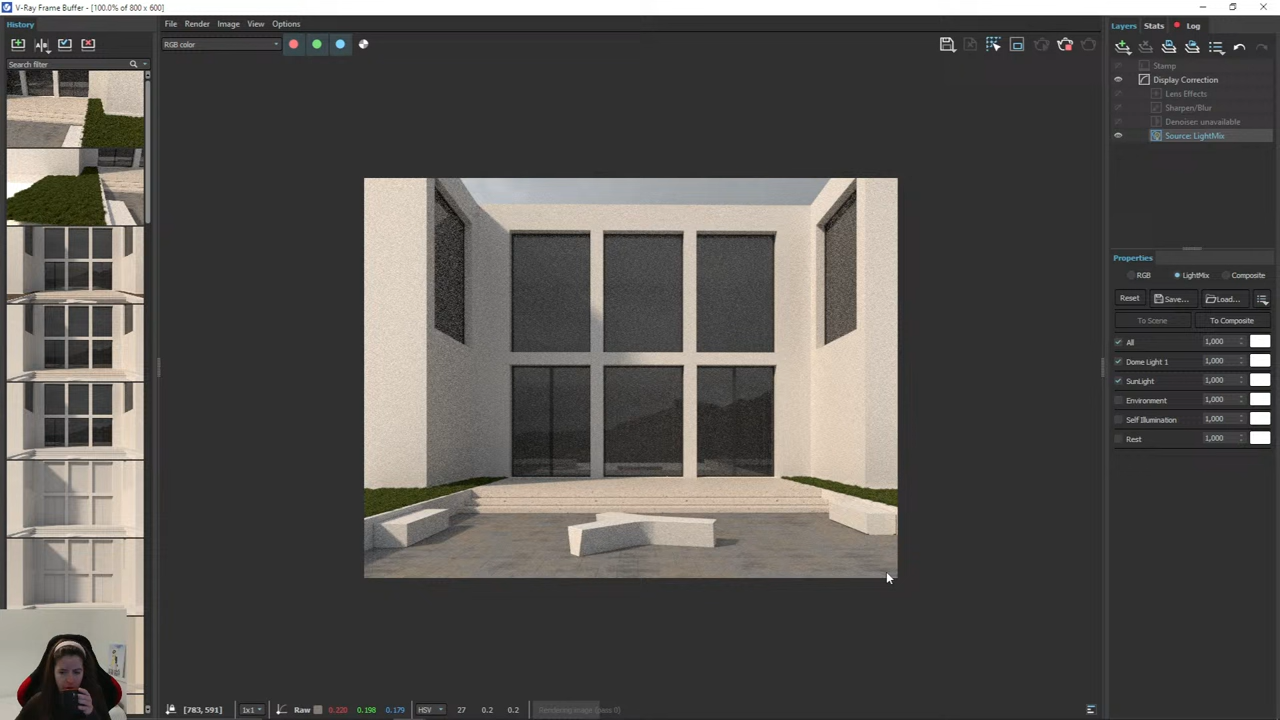 V-Ray Frame Buffer - [100.0% of 800 x 600]
History
File Render Image View Options
Layers Stats Log
RGB color
Search filter
Stamp
Display Correction
Lens Effects
Sharpen/Blur
Denoiser: unavailable
Source: LightMix
Properties
RGB LightMix Composite
Reset Save... Load...
To Scene To Composite
All 1,000
Dome Light 1 1,000
SunLight 1,000
Environment 1,000
Self Illumination 1,000
Rest 1,000
[783, 591] 1x1 Raw 0.220 0.198 0.179 HSV 27 0.2 0.2 Rendering image (pass 0)